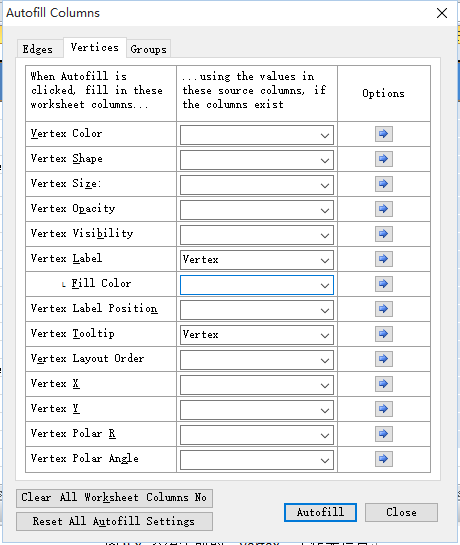 Autofill Columns
Edges Vertices Groups
When Autofill is
clicked, fill in these
worksheet columns...
...using the values in
these source columns, if
the columns exist
Options
Vertex Color
Vertex Shape
Vertex Size:
Vertex Opacity
Vertex Visibility
Vertex Label Vertex
Fill Color
Vertex Label Position
Vertex Tooltip Vertex
Vertex Layout Order
Vertex X
Vertex Y
Vertex Polar R
Vertex Polar Angle
Clear All Worksheet Columns No
Reset All Autofill Settings
Autofill Close